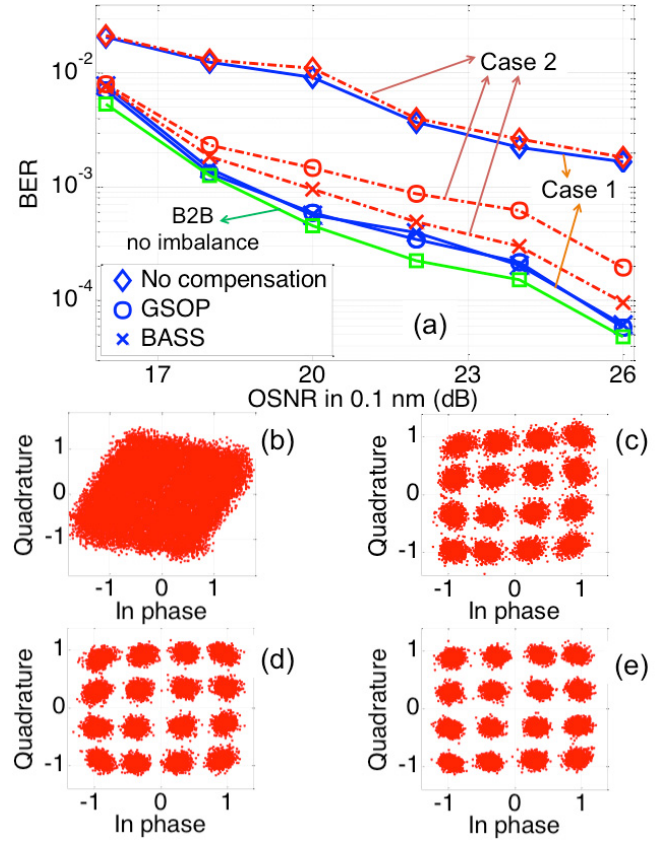 10⁻²
10⁻³
10⁻⁴
BER
Case 2
Case 1
B2B
no imbalance
No compensation
GSOP
BASS
(a)
17 20 23 26
OSNR in 0.1 nm (dB)
(b)
Quadrature
1
0
-1
-1 0 1
In phase
(c)
Quadrature
1
0
-1
-1 0 1
In phase
(d)
Quadrature
1
0
-1
-1 0 1
In phase
(e)
Quadrature
1
0
-1
-1 0 1
In phase